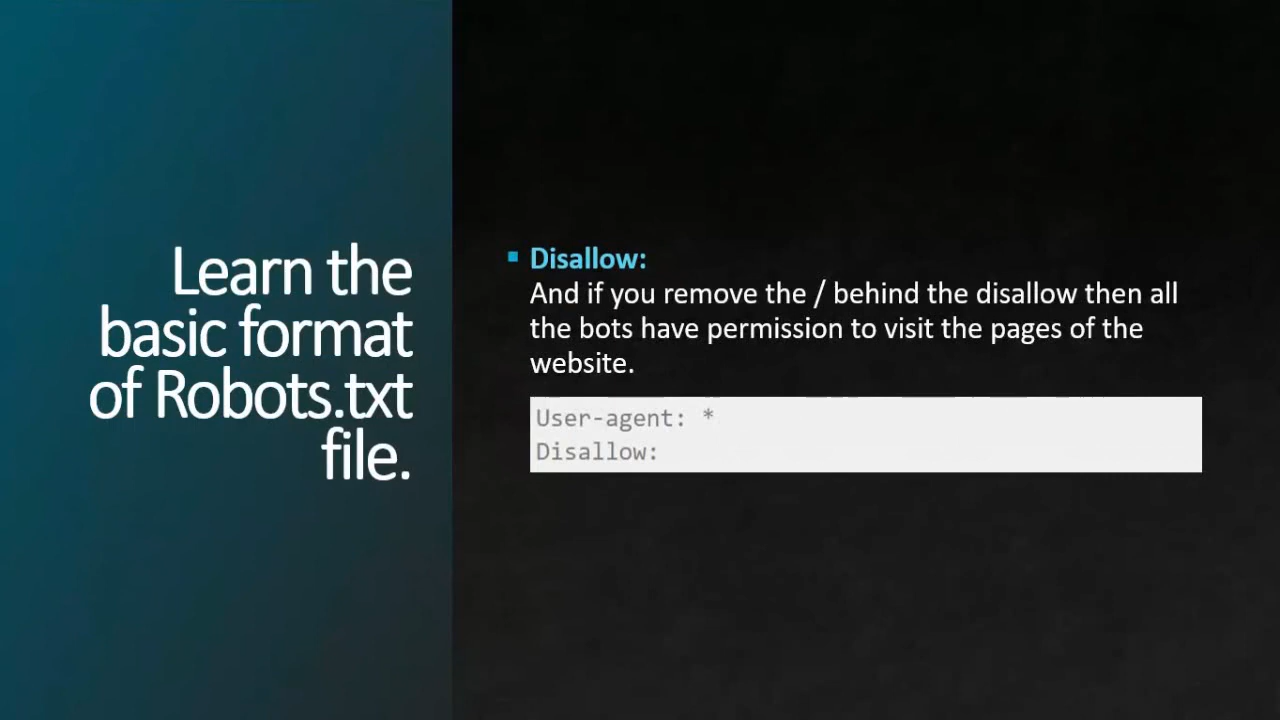 Learn the
basic format
of Robots.txt
file.
Disallow:
And if you remove the / behind the disallow then all
the bots have permission to visit the pages of the
website.
User-agent: *
Disallow: